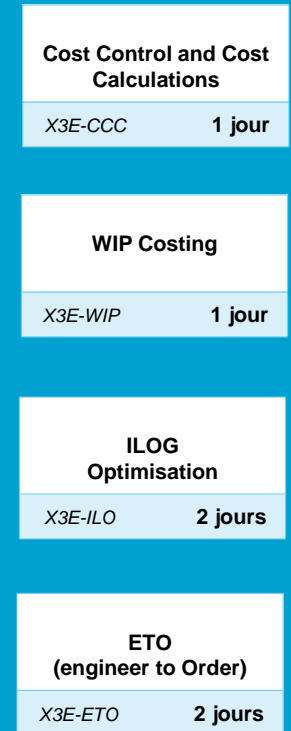 Cost Control and Cost
Calculations
X3E-CCC 1 jour
WIP Costing
X3E-WIP 1 jour
ILOG
Optimisation
X3E-ILO 2 jours
ETO
(engineer to Order)
X3E-ETO 2 jours